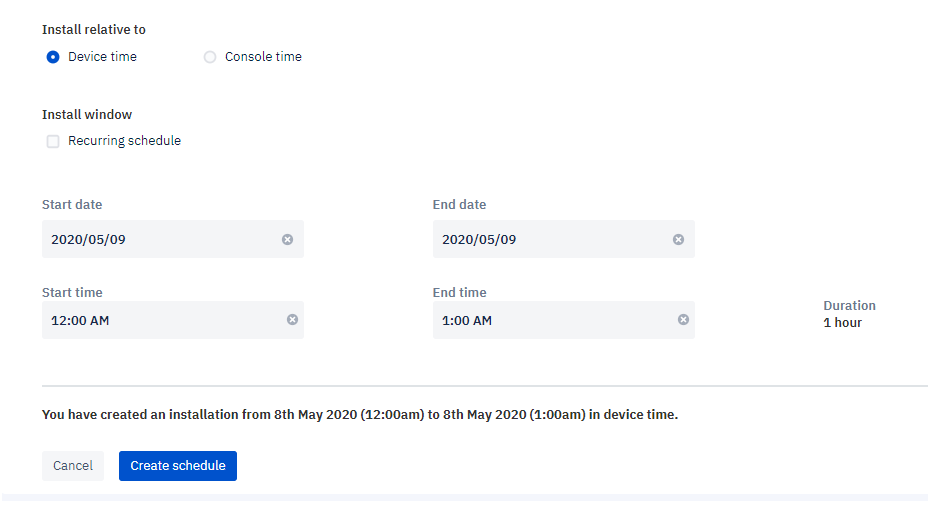 Install relative to
Device time Console time
Install window
Recurring schedule
Start date End date
2020/05/09 2020/05/09
Start time End time
12:00 AM 1:00 AM
Duration
1 hour
You have created an installation from 8th May 2020 (12:00am) to 8th May 2020 (1:00am) in device time.
Cancel Create schedule